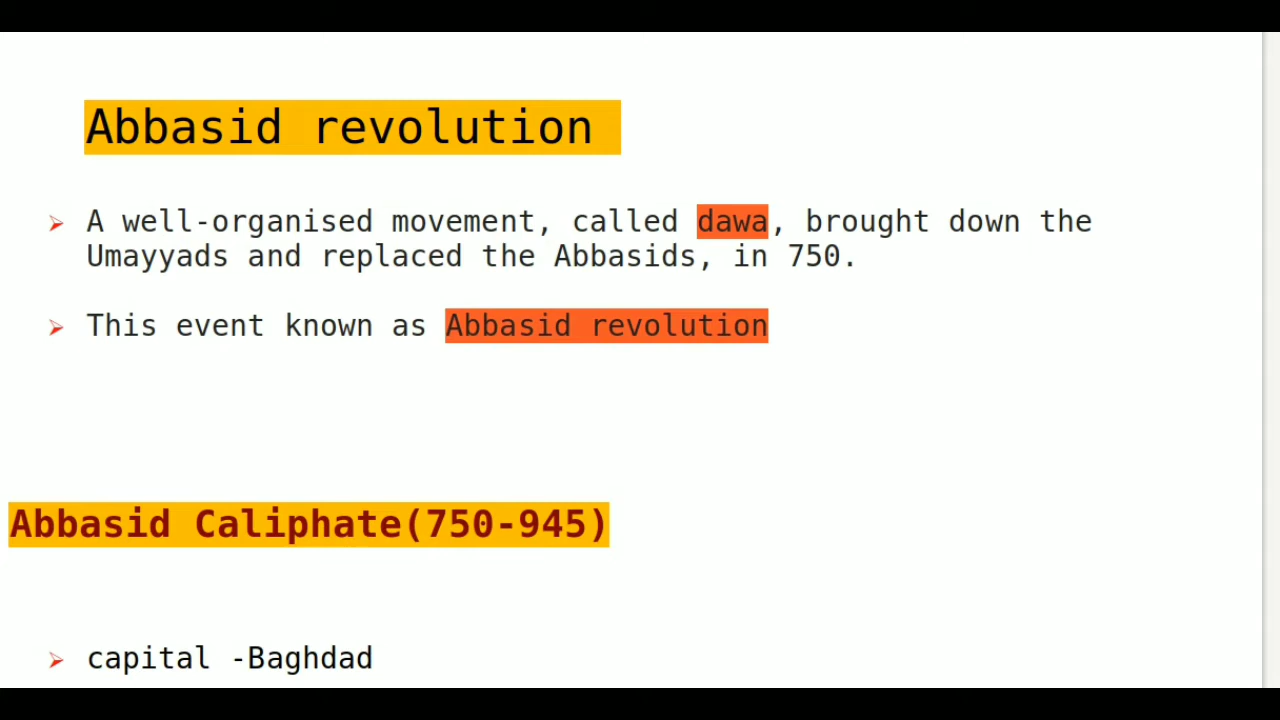 Abbasid revolution
➢ A well-organised movement, called dawa, brought down the
Umayyads and replaced the Abbasids, in 750.
➢ This event known as Abbasid revolution
Abbasid Caliphate(750-945)
➢ capital -Baghdad